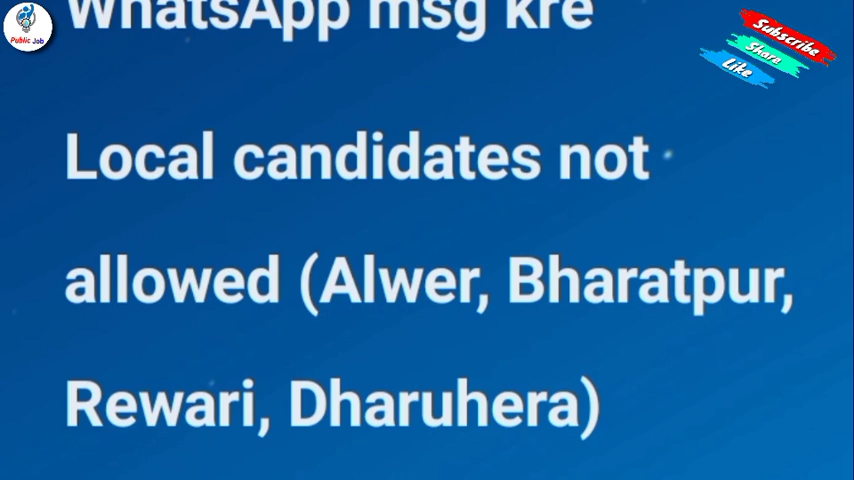 WhatsApp msg kre
Local candidates not
allowed (Alwer, Bharatpur,
Rewari, Dharuhera)
Public Job
Subscribe
Share
Like